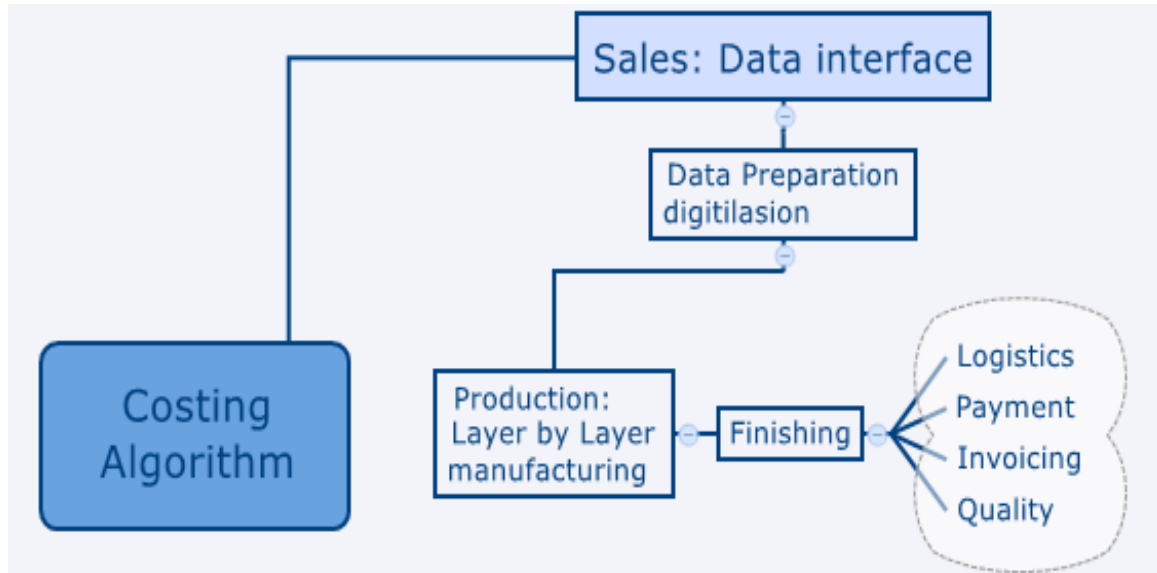 Sales: Data interface
Data Preparation
digitilasion
Costing
Algorithm
Production:
Layer by Layer
manufacturing
Finishing
Logistics
Payment
Invoicing
Quality